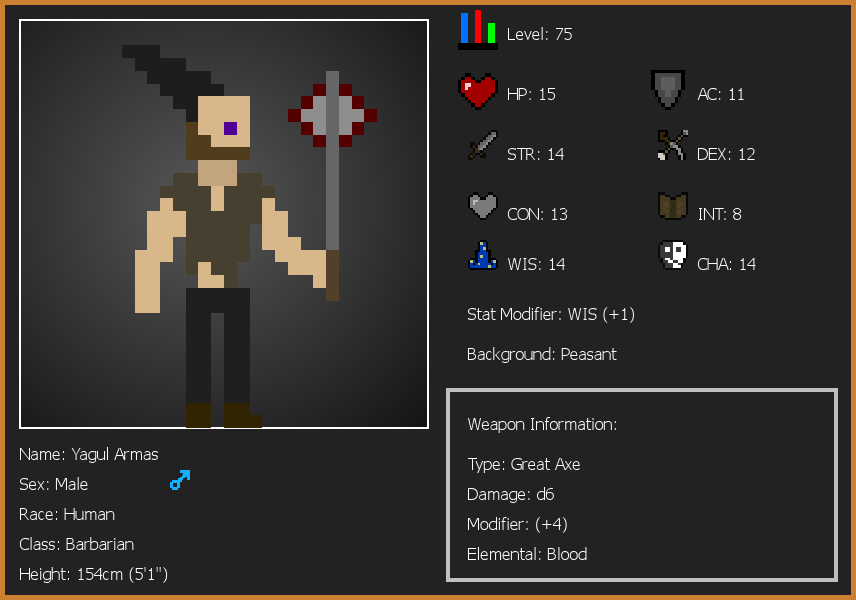 Level: 75
HP: 15
AC: 11
STR: 14
DEX: 12
CON: 13
INT: 8
WIS: 14
CHA: 14
Stat Modifier: WIS (+1)
Background: Peasant
Weapon Information:
Type: Great Axe
Damage: d6
Modifier: (+4)
Elemental: Blood
Name: Yagul Armas
Sex: Male
Race: Human
Class: Barbarian
Height: 154cm (5'1")